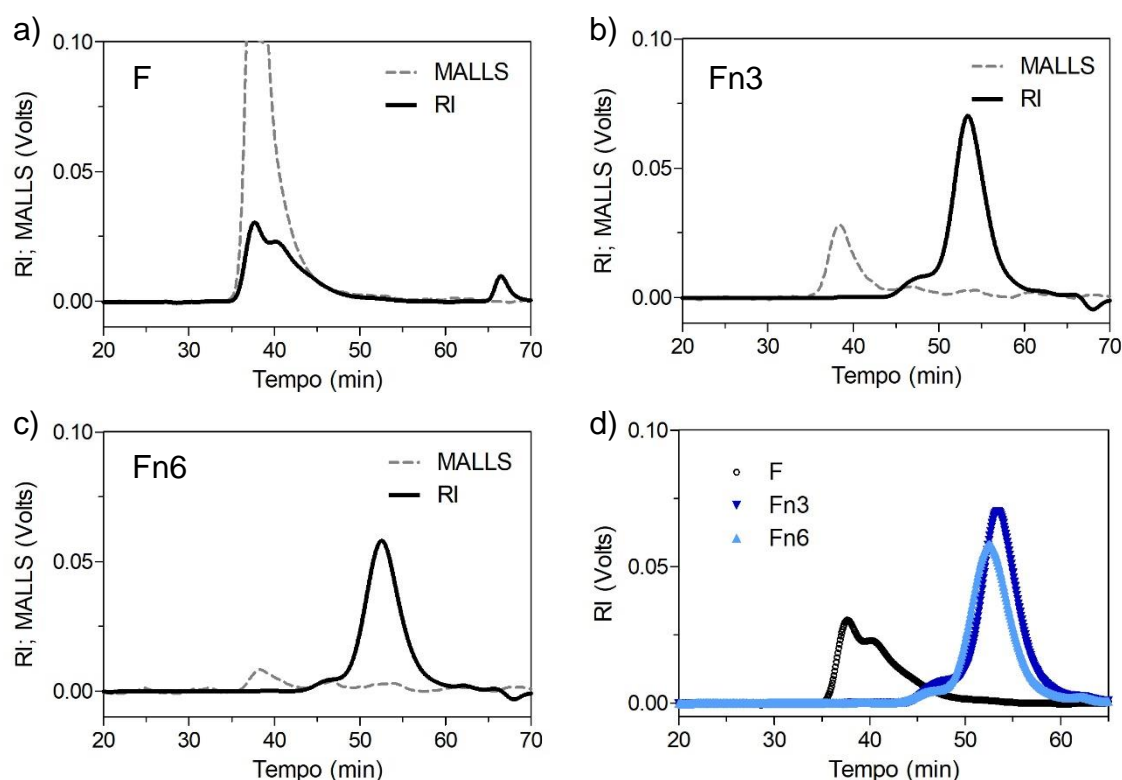 a)
F
MALLS
RI
0.10
0.05
0.00
RI; MALLS (Volts)
20 30 40 50 60 70
Tempo (min)
b)
Fn3
MALLS
RI
0.10
0.05
0.00
RI; MALLS (Volts)
20 30 40 50 60 70
Tempo (min)
c)
Fn6
MALLS
RI
0.10
0.05
0.00
RI; MALLS (Volts)
20 30 40 50 60 70
Tempo (min)
d)
F
Fn3
Fn6
0.10
0.05
0.00
RI (Volts)
20 30 40 50 60
Tempo (min)